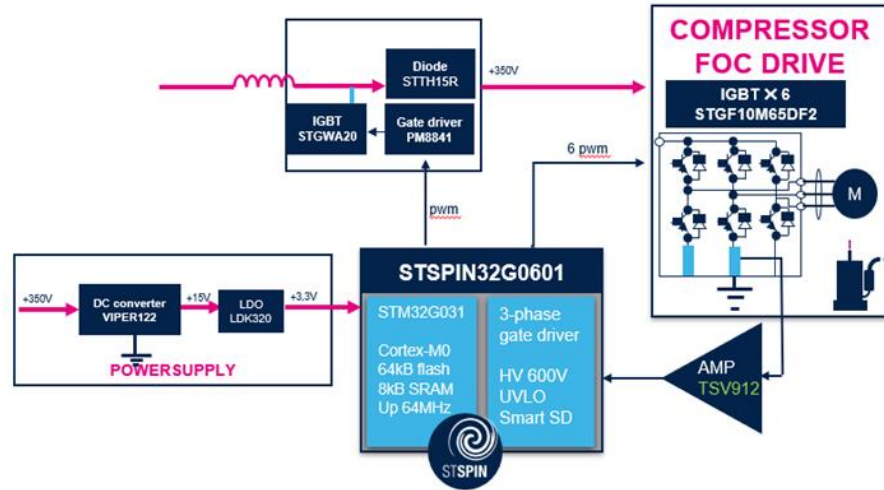 Diode
STTH15R
+350V
IGBT
STGWA20
Gate driver
PM8841
pwm
COMPRESSOR
FOC DRIVE
IGBT X 6
STGF10M65DF2
6 pwm
M
+350V
DC converter
VIPER122
+15V
LDO
LDK320
+3,3V
POWERSUPPLY
STSPIN32G0601
STM32G031
Cortex-M0
64kB flash
8kB SRAM
Up 64MHz
3-phase
gate driver
HV 600V
UVLO
Smart SD
AMP
TSV912
STSPIN